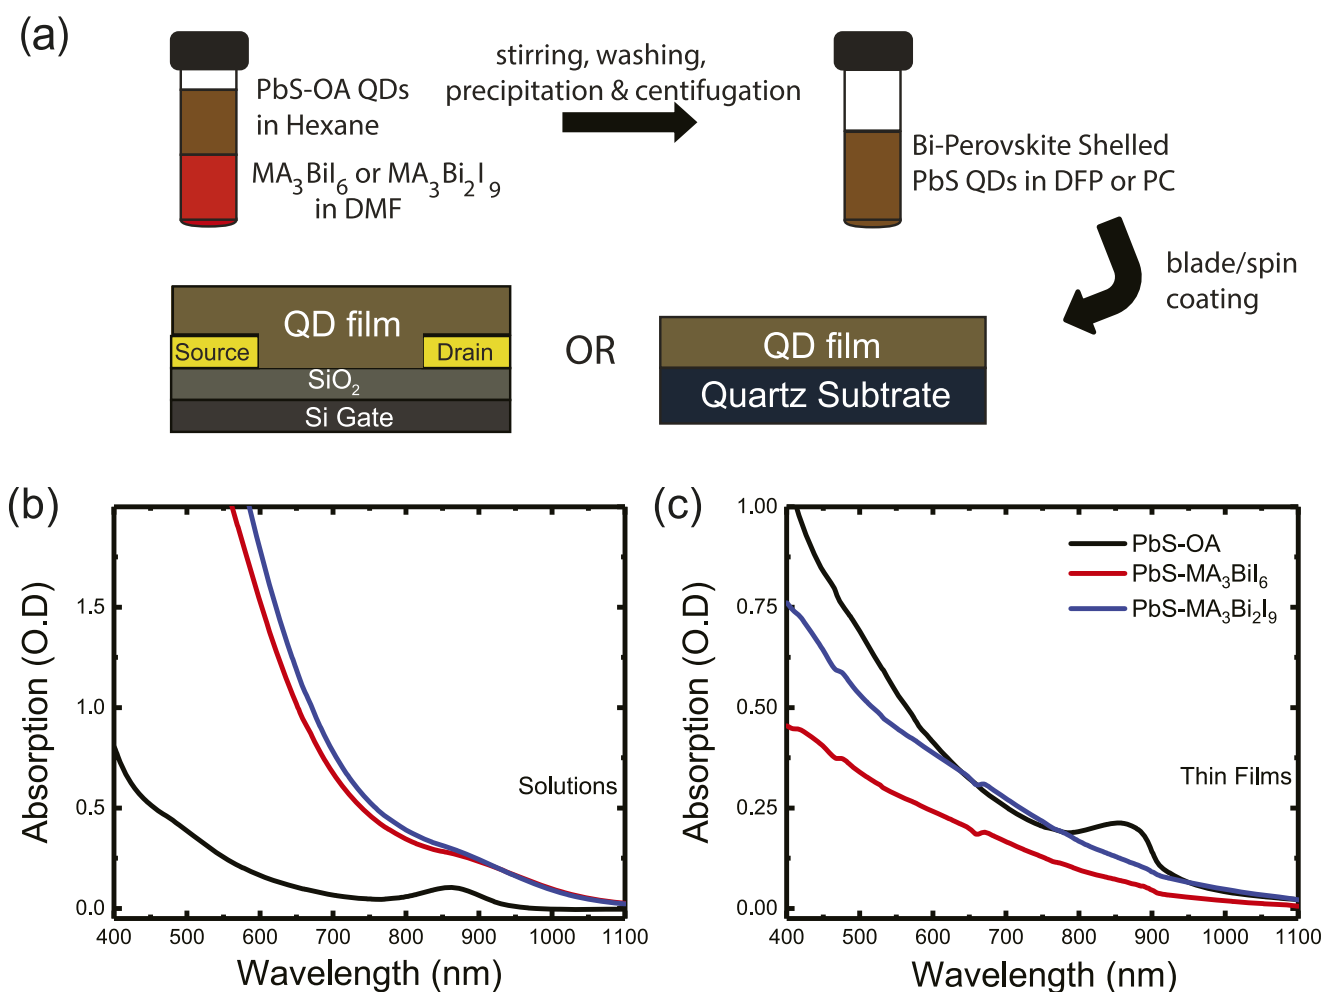 (a)
PbS-OA QDs
in Hexane
MA₃BiI₆ or MA₃Bi₂I₉
in DMF
stirring, washing,
precipitation & centifugation
Bi-Perovskite Shelled
PbS QDs in DFP or PC
blade/spin
coating
QD film
Source
Drain
SiO₂
Si Gate
OR
QD film
Quartz Subtrate
(b)
Absorption (O.D)
1.5
1.0
0.5
0.0
Solutions
400 500 600 700 800 900 1000 1100
Wavelength (nm)
(c)
Absorption (O.D)
1.00
0.75
0.50
0.25
0.00
PbS-OA
PbS-MA₃BiI₆
PbS-MA₃Bi₂I₉
Thin Films
400 500 600 700 800 900 1000 1100
Wavelength (nm)